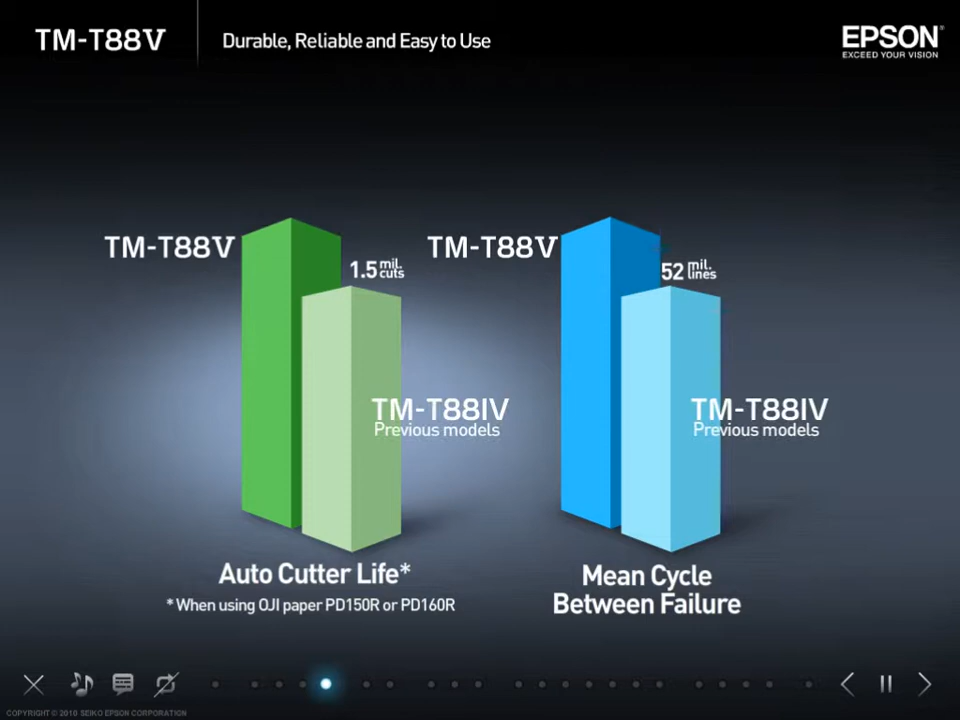 TM-T88V
Durable, Reliable and Easy to Use
EPSON®
EXCEED YOUR VISION
TM-T88V
1.5 mil. cuts
TM-T88IV
Previous models
Auto Cutter Life*
* When using OJI paper PD150R or PD160R
TM-T88V
52 mil. lines
TM-T88IV
Previous models
Mean Cycle
Between Failure
COPYRIGHT © 2010 SEIKO EPSON CORPORATION